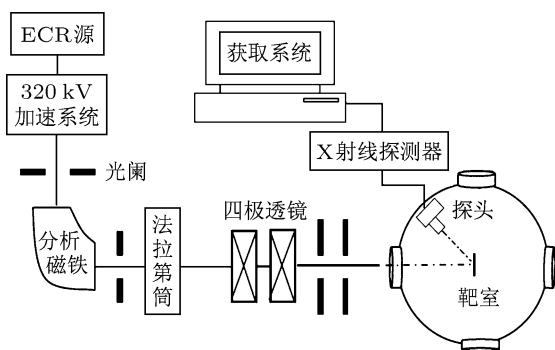 ECR源
获取系统
320 kV
加速系统
X射线探测器
光阑
四极透镜
探头
分析
磁铁
法
拉
第
筒
靶室